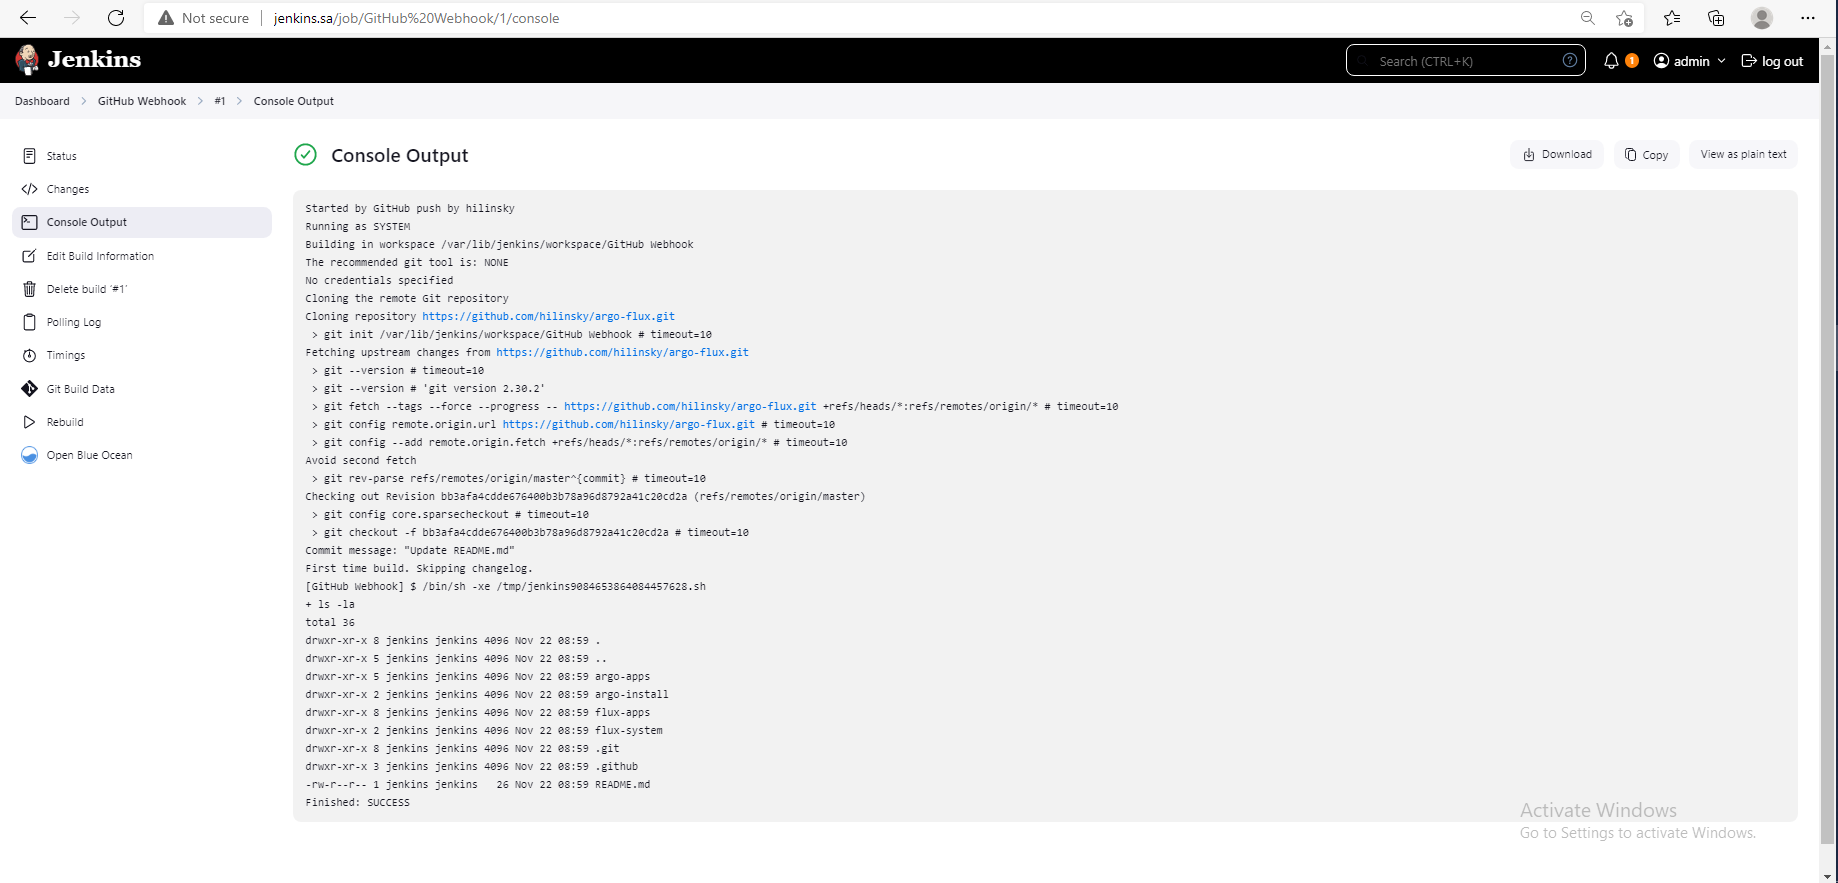 Not secure | jenkins.sa/job/GitHub%20Webhook/1/console
Jenkins
Search (CTRL+K)
?
1
admin
log out
Dashboard > GitHub Webhook > #1 > Console Output
Status
Changes
Console Output
Edit Build Information
Delete build ‘#1’
Polling Log
Timings
Git Build Data
Rebuild
Open Blue Ocean
Console Output
Download
Copy
View as plain text
Started by GitHub push by hilinsky
Running as SYSTEM
Building in workspace /var/lib/jenkins/workspace/GitHub Webhook
The recommended git tool is: NONE
No credentials specified
Cloning the remote Git repository
Cloning repository https://github.com/hilinsky/argo-flux.git
> git init /var/lib/jenkins/workspace/GitHub Webhook # timeout=10
Fetching upstream changes from https://github.com/hilinsky/argo-flux.git
> git --version # timeout=10
> git --version # 'git version 2.30.2'
> git fetch --tags --force --progress -- https://github.com/hilinsky/argo-flux.git +refs/heads/*:refs/remotes/origin/* # timeout=10
> git config remote.origin.url https://github.com/hilinsky/argo-flux.git # timeout=10
> git config --add remote.origin.fetch +refs/heads/*:refs/remotes/origin/* # timeout=10
Avoid second fetch
> git rev-parse refs/remotes/origin/master^{commit} # timeout=10
Checking out Revision bb3afa4cdde676400b3b78a96d8792a41c20cd2a (refs/remotes/origin/master)
> git config core.sparsecheckout # timeout=10
> git checkout -f bb3afa4cdde676400b3b78a96d8792a41c20cd2a # timeout=10
Commit message: "Update README.md"
First time build. Skipping changelog.
[GitHub Webhook] $ /bin/sh -xe /tmp/jenkins9084653864084457628.sh
+ ls -la
total 36
drwxr-xr-x 8 jenkins jenkins 4096 Nov 22 08:59 .
drwxr-xr-x 5 jenkins jenkins 4096 Nov 22 08:59 ..
drwxr-xr-x 5 jenkins jenkins 4096 Nov 22 08:59 argo-apps
drwxr-xr-x 2 jenkins jenkins 4096 Nov 22 08:59 argo-install
drwxr-xr-x 8 jenkins jenkins 4096 Nov 22 08:59 flux-apps
drwxr-xr-x 2 jenkins jenkins 4096 Nov 22 08:59 flux-system
drwxr-xr-x 8 jenkins jenkins 4096 Nov 22 08:59 .git
drwxr-xr-x 3 jenkins jenkins 4096 Nov 22 08:59 .github
-rw-r--r-- 1 jenkins jenkins   26 Nov 22 08:59 README.md
Finished: SUCCESS
Activate Windows
Go to Settings to activate Windows.